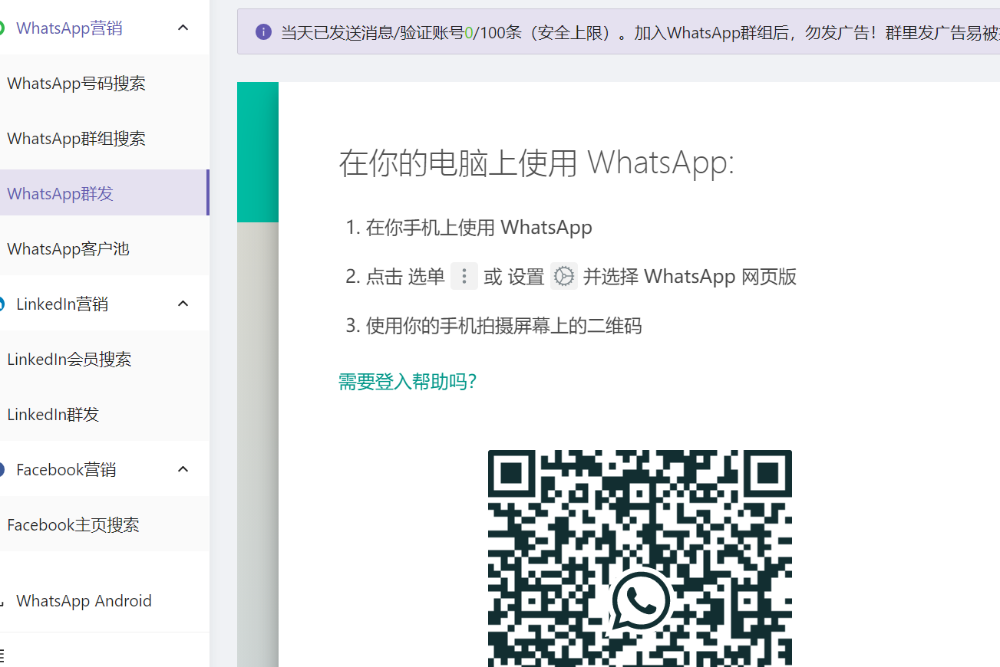 WhatsApp营销
WhatsApp号码搜索
WhatsApp群组搜索
WhatsApp群发
WhatsApp客户池
LinkedIn营销
LinkedIn会员搜索
LinkedIn群发
Facebook营销
Facebook主页搜索
WhatsApp Android
当天已发送消息/验证账号0/100条（安全上限）。加入WhatsApp群组后，勿发广告！群里发广告易被
在你的电脑上使用 WhatsApp:
1. 在你手机上使用 WhatsApp
2. 点击 选单 或 设置 并选择 WhatsApp 网页版
3. 使用你的手机拍摄屏幕上的二维码
需要登入帮助吗？